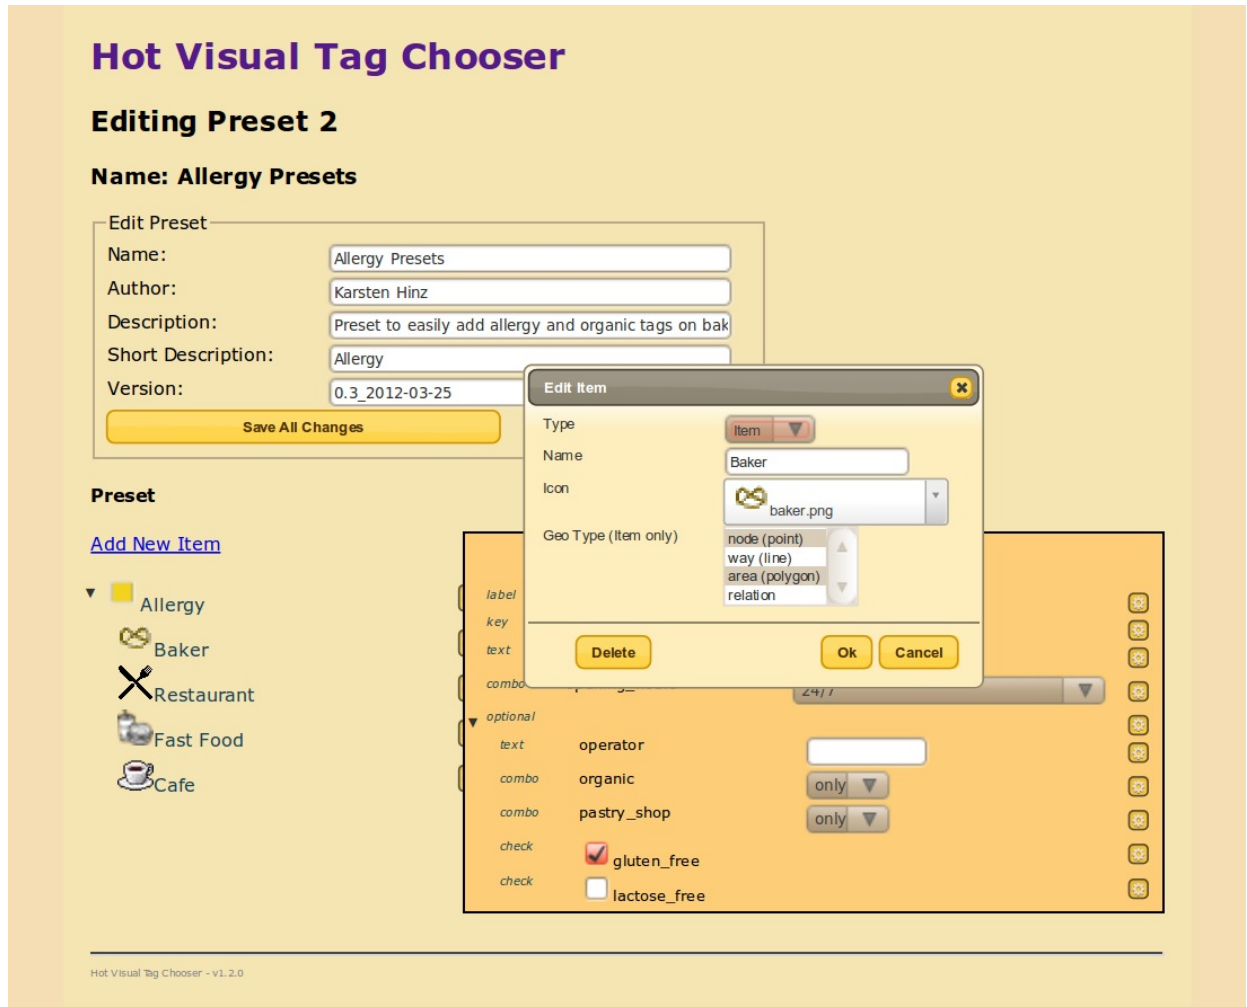 Hot Visual Tag Chooser
Editing Preset 2
Name: Allergy Presets
Edit Preset
Name: Allergy Presets
Author: Karsten Hinz
Description: Preset to easily add allergy and organic tags on bak
Short Description: Allergy
Version: 0.3_2012-03-25
Save All Changes
Edit Item
Type Item
Name Baker
Icon baker.png
Geo Type (Item only) node (point)
way (line)
area (polygon)
relation
Delete Ok Cancel
Preset
Add New Item
Allergy
Baker
Restaurant
Fast Food
Cafe
label
key
text
combo 24/7
optional
text operator
combo organic only
combo pastry_shop only
check gluten_free
check lactose_free
Hot Visual Tag Chooser - v1.2.0